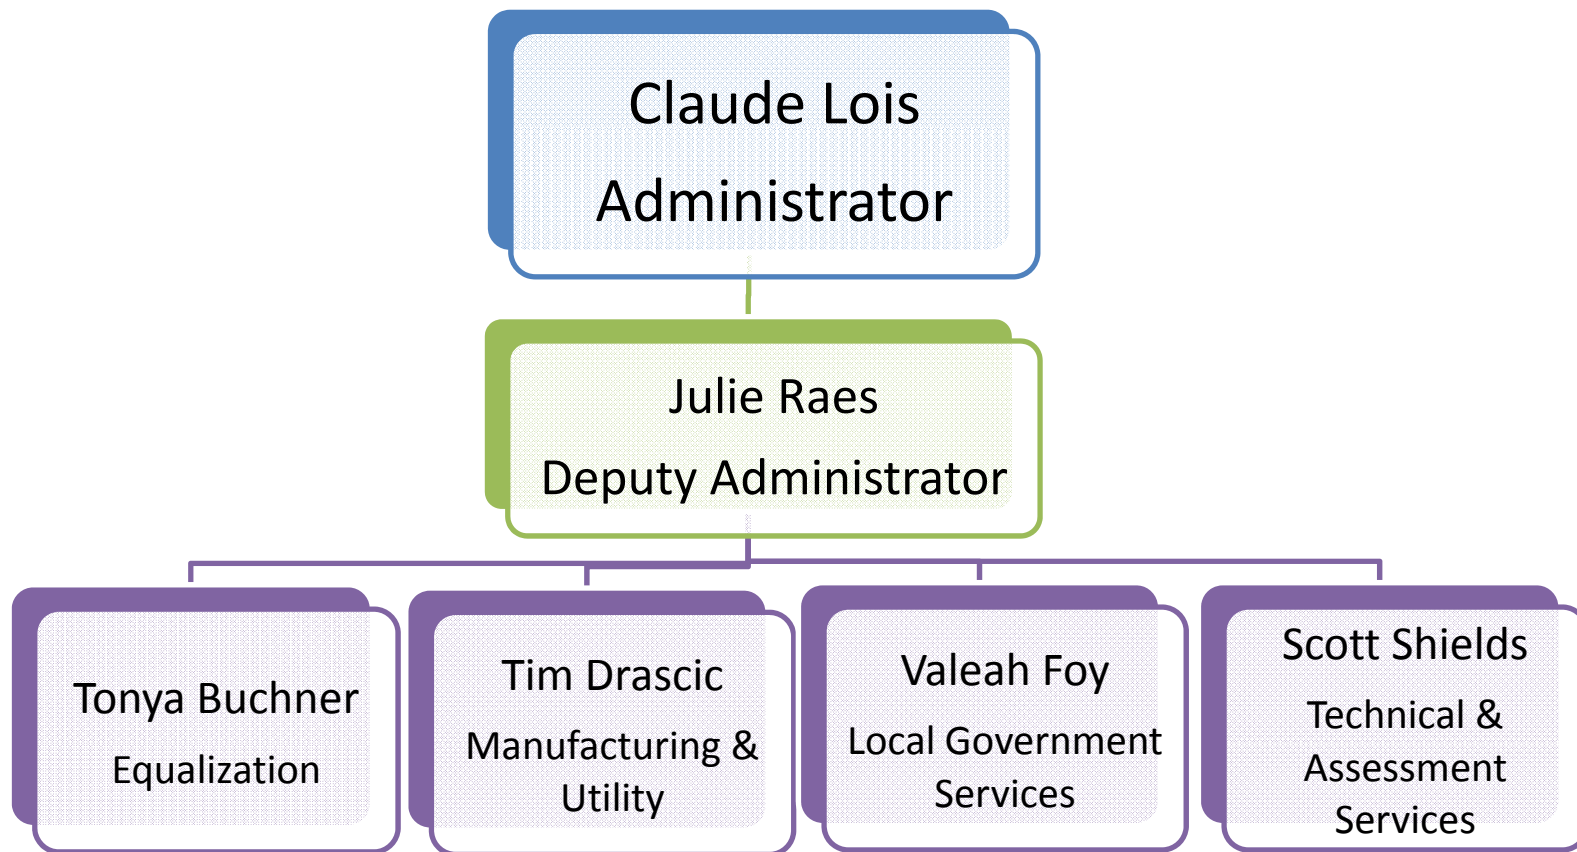 Claude Lois
Administrator
Julie Raes
Deputy Administrator
Tonya Buchner
Equalization
Tim Drascic
Manufacturing &
Utility
Valeah Foy
Local Government
Services
Scott Shields
Technical &
Assessment
Services